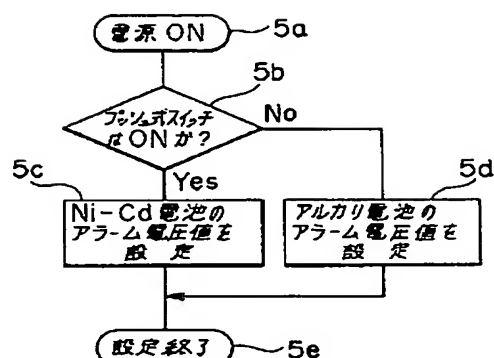 電源ON
5a
5b
プッシュ式スイッチ
はONか?
No
5c
Yes
5d
Ni-Cd電池の
アラーム電圧値を
設定
アルカリ電池の
アラーム電圧値を
設定
設定終了
5e